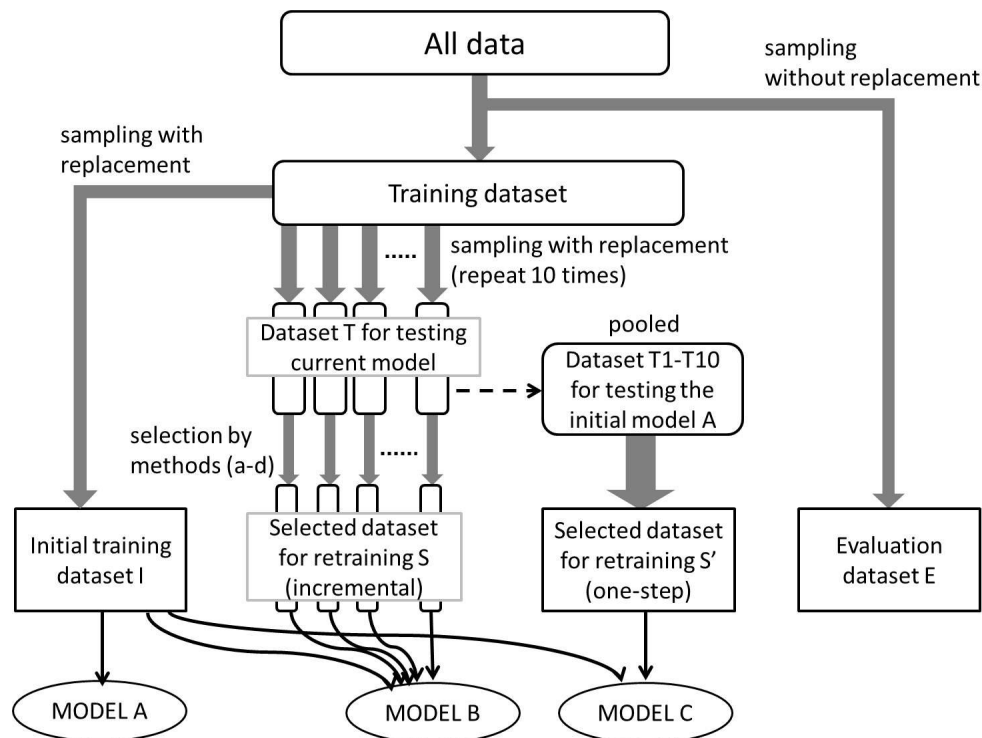 All data
sampling
without replacement
sampling with
replacement
Training dataset
.....
sampling with replacement
(repeat 10 times)
Dataset T for testing
current model
pooled
Dataset T1-T10
for testing the
initial model A
selection by
methods (a-d)
......
Initial training
dataset I
Selected dataset
for retraining S
(incremental)
Selected dataset
for retraining S’
(one-step)
Evaluation
dataset E
MODEL A
MODEL B
MODEL C